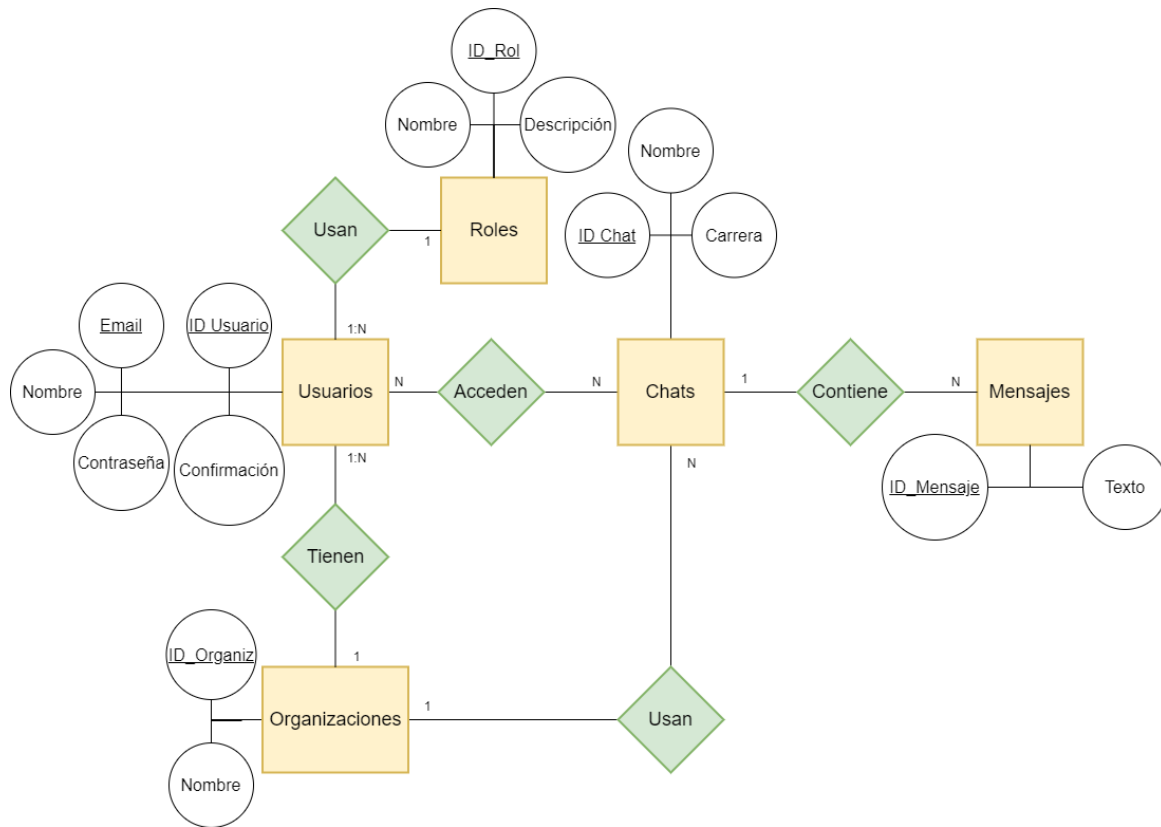 ID_Rol
Nombre
Descripción
Nombre
Usan
1
Roles
ID Chat
Carrera
Email
ID Usuario
1:N
Nombre
Usuarios
N
Acceden
N
Chats
1
Contiene
N
Mensajes
Contraseña
Confirmación
1:N
N
ID_Mensaje
Texto
Tienen
ID_Organiz
1
Organizaciones
1
Usan
Nombre